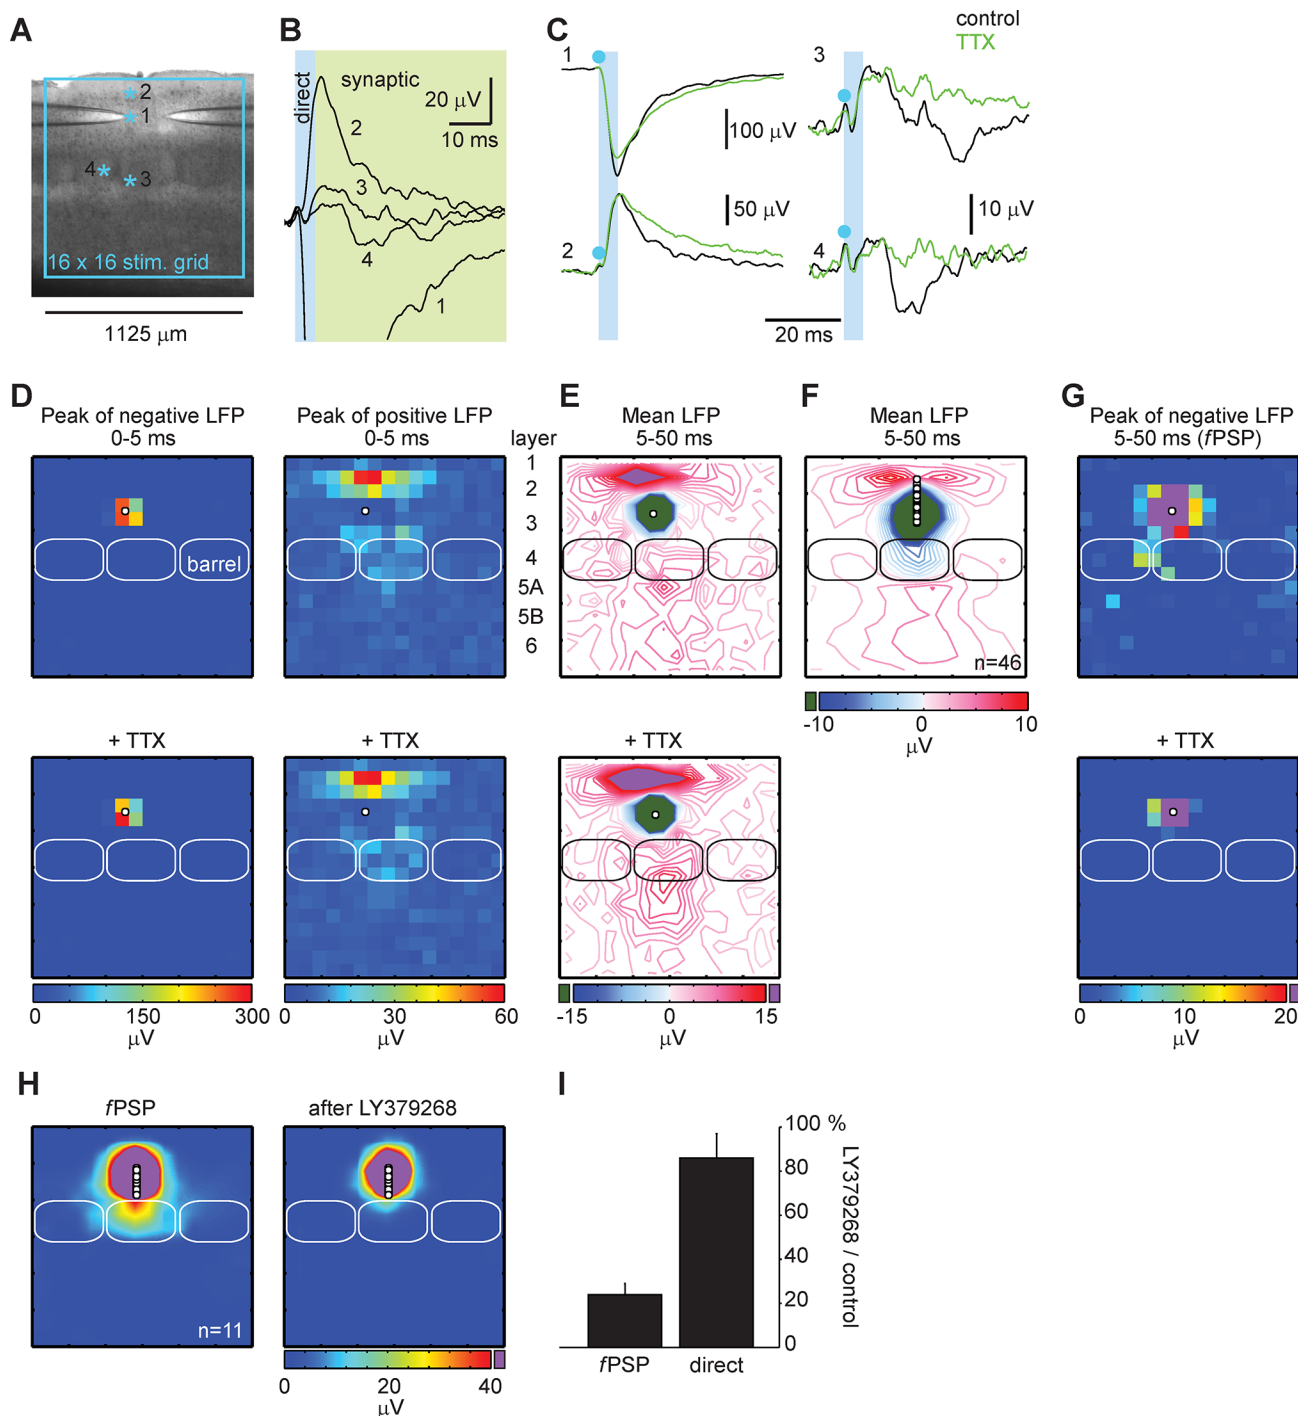 A
2
1
4
3
16 x 16 stim. grid
1125 µm
B
direct
synaptic
20 µV
10 ms
2
3
4
1
C
control
TTX
1
3
100 µV
50 µV
10 µV
2
4
20 ms
D
Peak of negative LFP
0-5 ms
Peak of positive LFP
0-5 ms
barrel
+ TTX
+ TTX
0 150 300
µV
0 30 60
µV
layer
1
2
3
4
5A
5B
6
E
Mean LFP
5-50 ms
+ TTX
-15 0 15
µV
F
Mean LFP
5-50 ms
n=46
-10 0 10
µV
G
Peak of negative LFP
5-50 ms (fPSP)
+ TTX
0 10 20
µV
H
fPSP
after LY379268
n=11
0 20 40
µV
I
100 %
80
60
40
20
0
LY379268 / control
fPSP direct